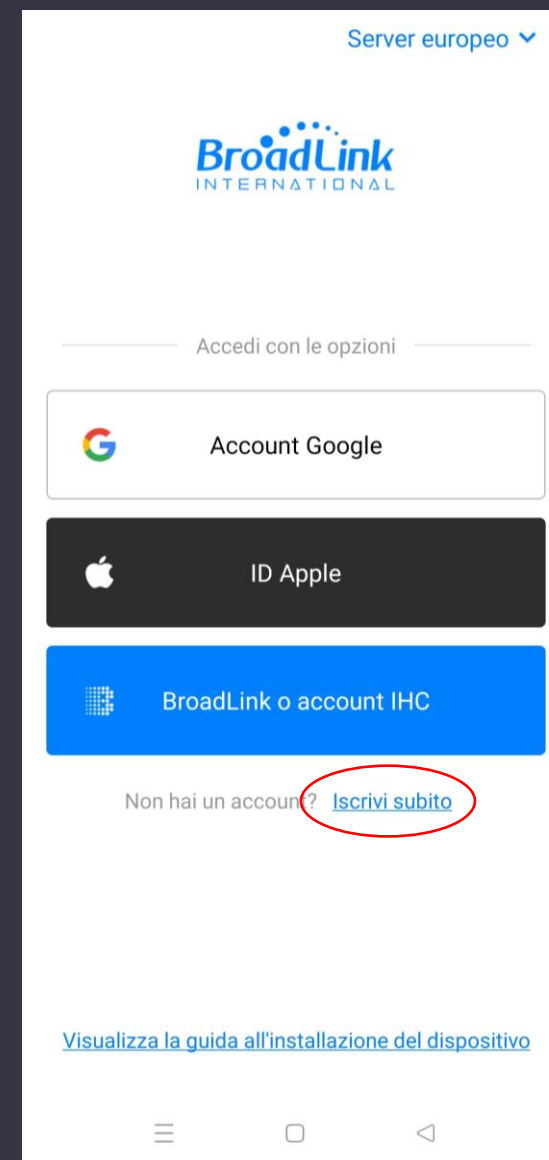 Server europeo
BroadLink
INTERNATIONAL
Accedi con le opzioni
Account Google
ID Apple
BroadLink o account IHC
Non hai un account? Iscrivi subito
Visualizza la guida all'installazione del dispositivo